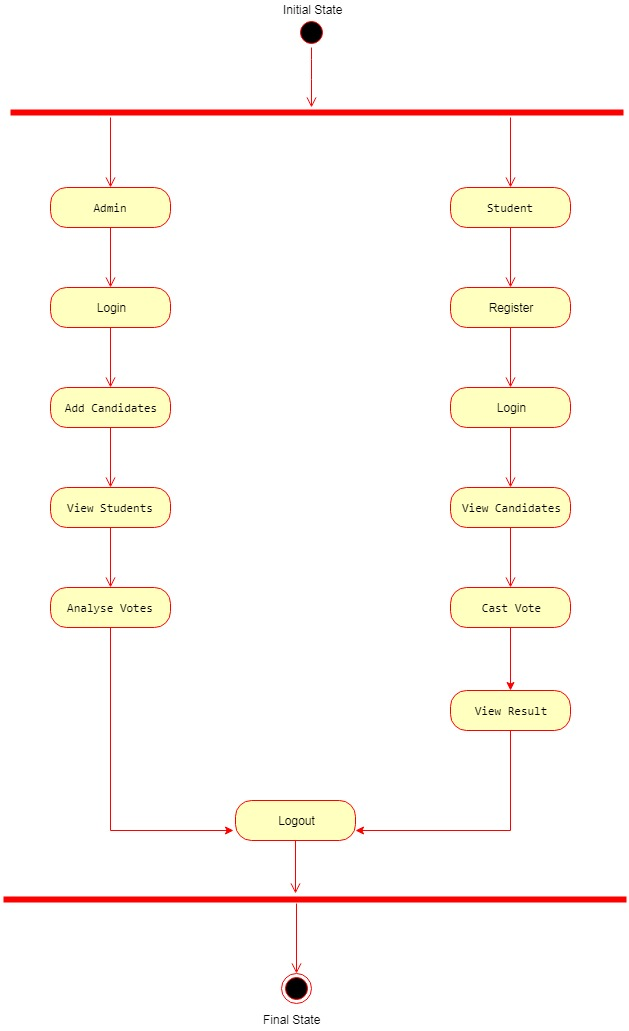 Initial State
Admin
Student
Login
Register
Add Candidates
Login
View Students
View Candidates
Analyse Votes
Cast Vote
View Result
Logout
Final State